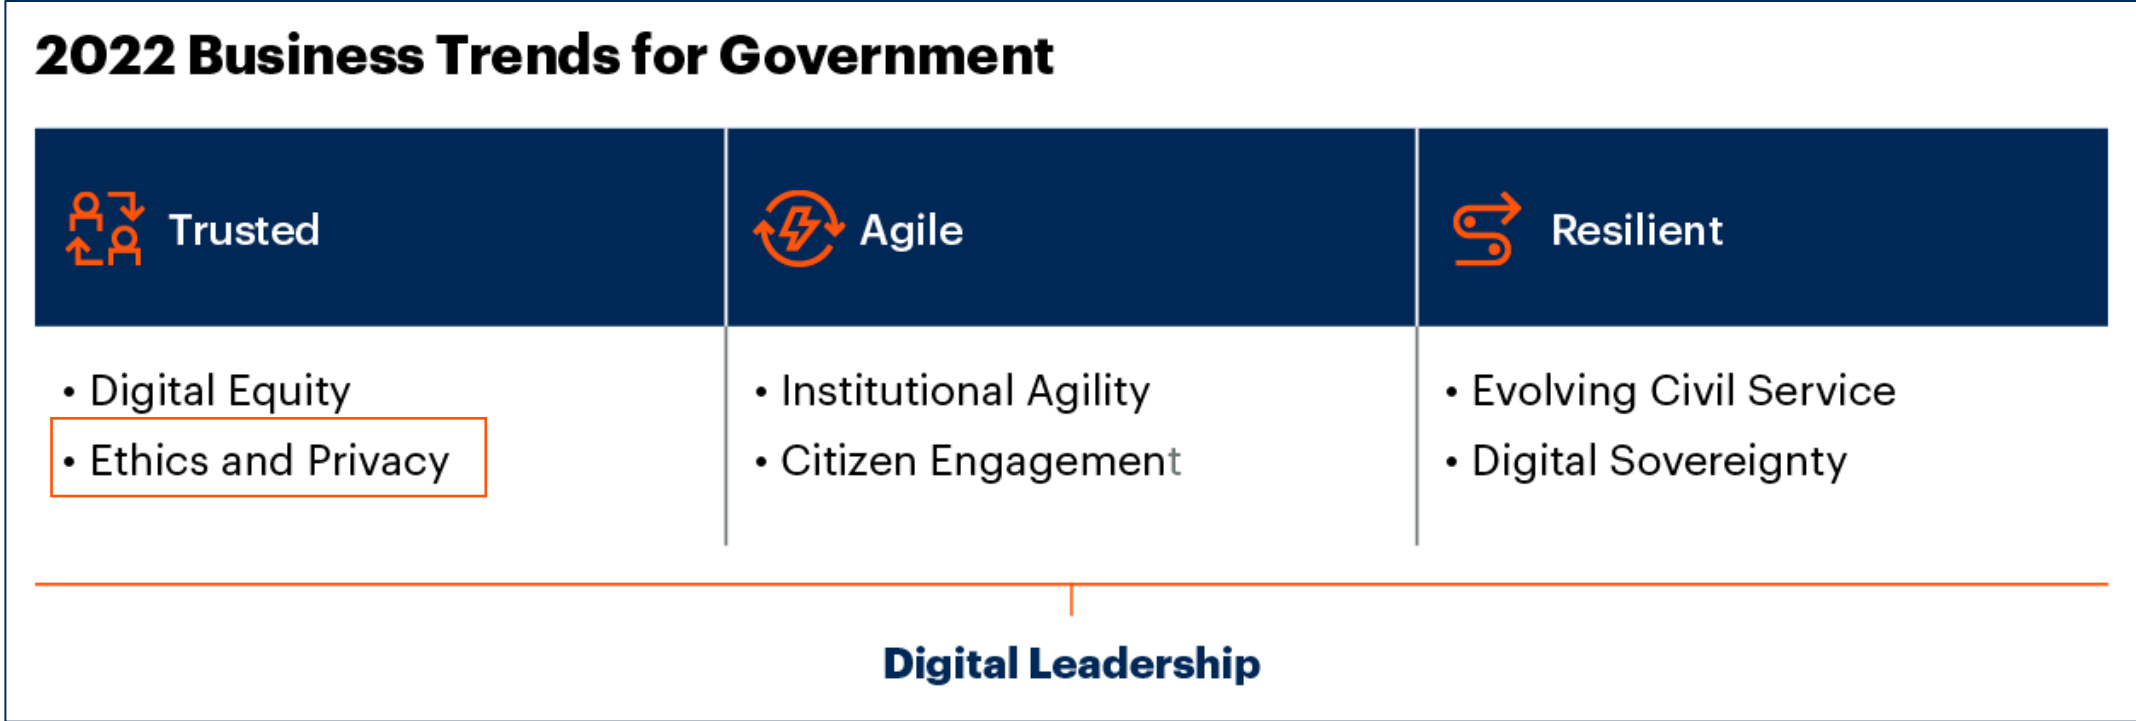 2022 Business Trends for Government
Trusted
Agile
Resilient
• Digital Equity
• Ethics and Privacy
• Institutional Agility
• Citizen Engagement
• Evolving Civil Service
• Digital Sovereignty
Digital Leadership